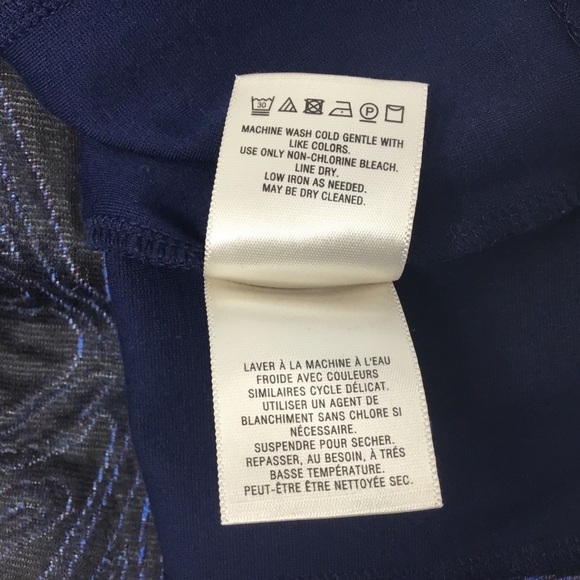 30
P
MACHINE WASH COLD GENTLE WITH
LIKE COLORS.
USE ONLY NON-CHLORINE BLEACH.
LINE DRY.
LOW IRON AS NEEDED.
MAY BE DRY CLEANED.
LAVER À LA MACHINE À L'EAU
FROIDE AVEC COULEURS
SIMILAIRES CYCLE DÉLICAT.
UTILISER UN AGENT DE
BLANCHIMENT SANS CHLORE SI
NÉCESSAIRE.
SUSPENDRE POUR SECHER.
REPASSER, AU BESOIN, À TRÉS
BASSE TEMPÉRATURE.
PEUT-ÊTRE ÊTRE NETTOYÉE SEC.